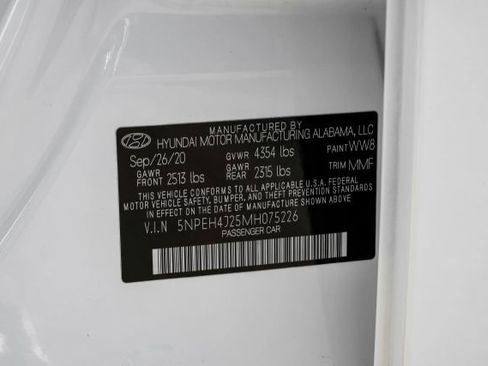 MANUFACTURED BY
HYUNDAI MOTOR MANUFACTURING ALABAMA, LLC
Sep/26/20 GVWR 4354 lbs PAINT WW8
GAWR FRONT 2513 lbs GAWR REAR 2315 lbs TRIM MMF
THIS VEHICLE CONFORMS TO ALL APPLICABLE U.S.A. FEDERAL
MOTOR VEHICLE SAFETY, BUMPER, AND THEFT PREVENTION
STANDARDS IN EFFECT ON THE DATE OF MANUFACTURE SHOWN ABOVE.
V.I.N 5NPEH4J25MH075226
PASSENGER CAR